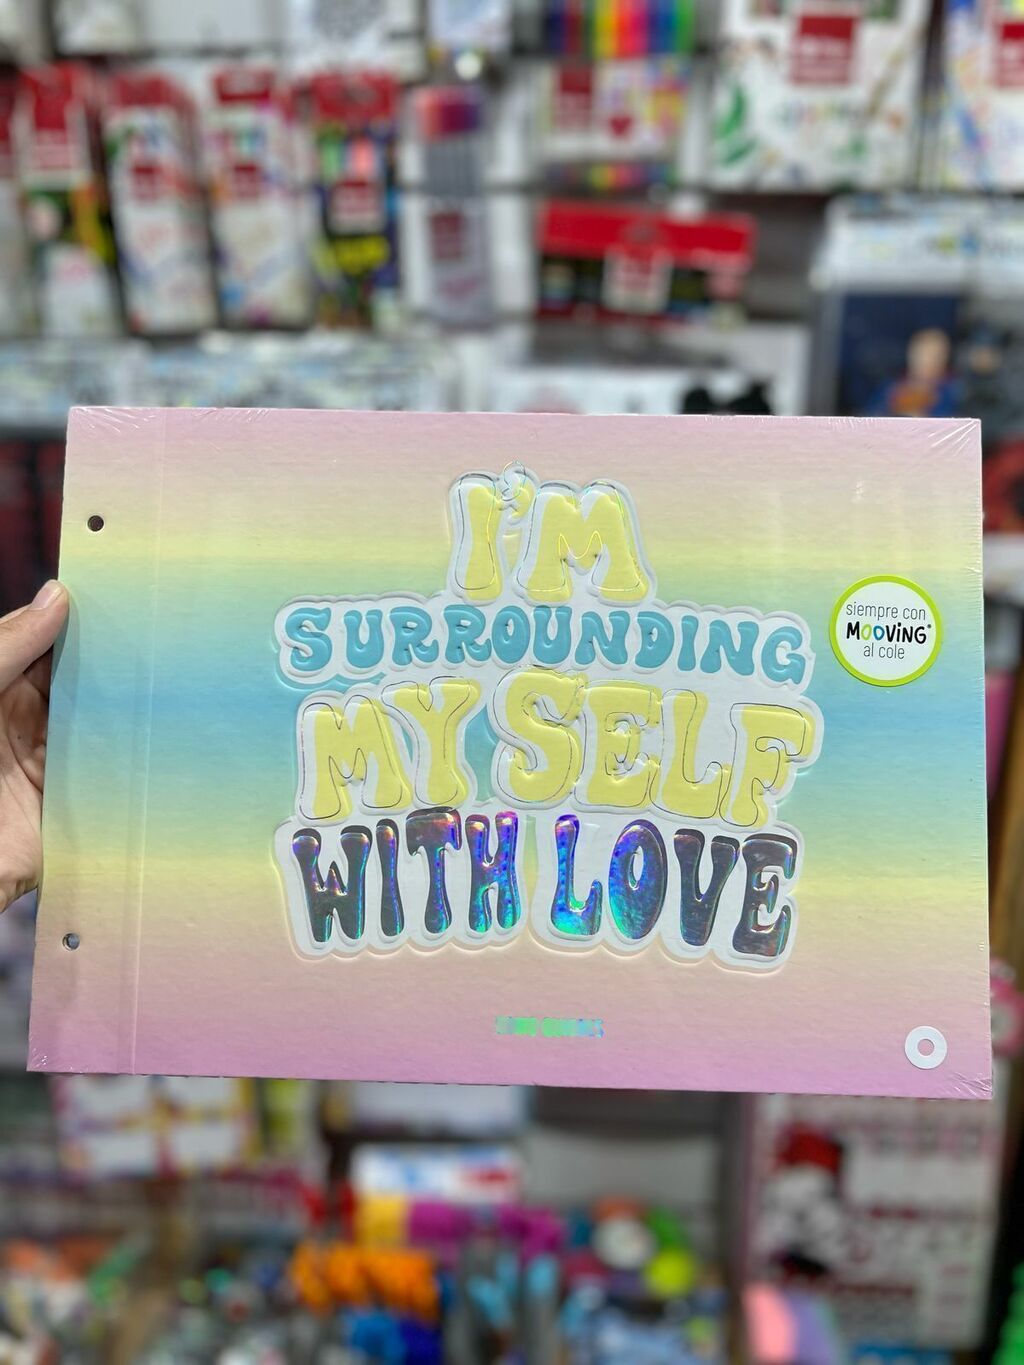 I'M
SURROUNDING
MY SELF
WITH LOVE
siempre con
MOOVING®
al cole